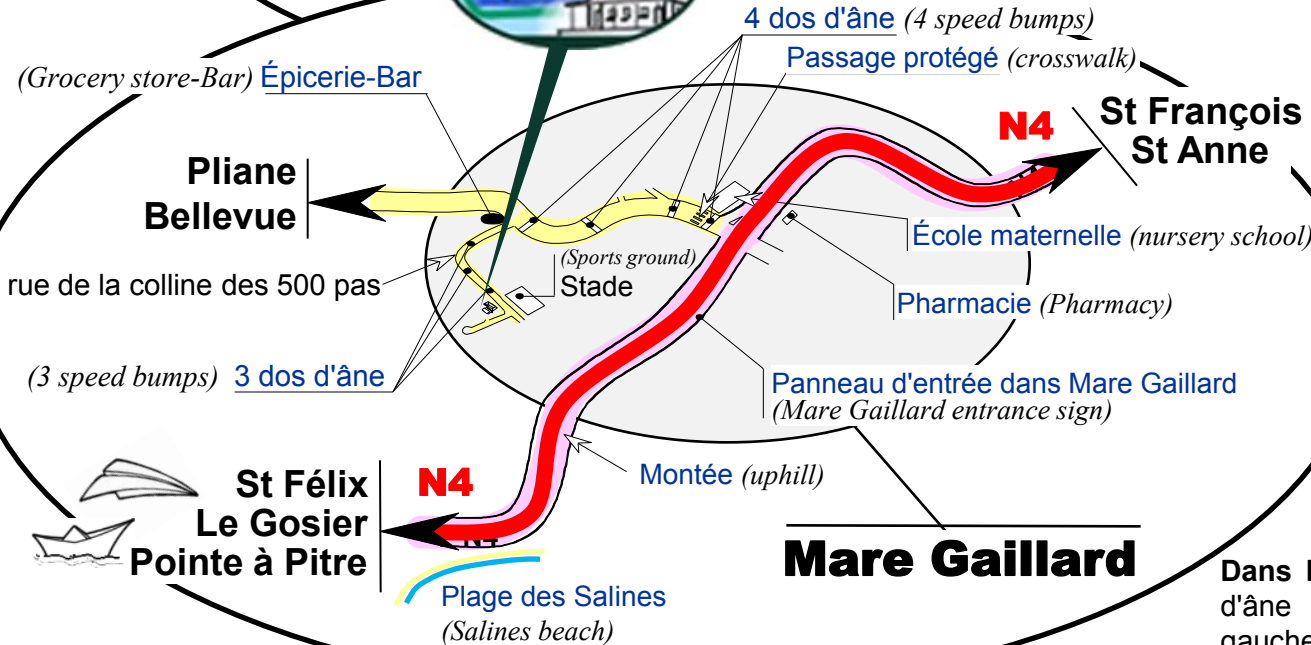 4 dos d'âne (4 speed bumps)
Passage protégé (crosswalk)
(Grocery store-Bar) Épicerie-Bar
N4
St François
St Anne
Pliane
Bellevue
École maternelle (nursery school)
(Sports ground)
Stade
rue de la colline des 500 pas
Pharmacie (Pharmacy)
(3 speed bumps) 3 dos d'âne
Panneau d'entrée dans Mare Gaillard
(Mare Gaillard entrance sign)
Montée (uphill)
St Félix
Le Gosier
Pointe à Pitre
N4
N4
Mare Gaillard
Plage des Salines
(Salines beach)
Dans
d'âne
gauche